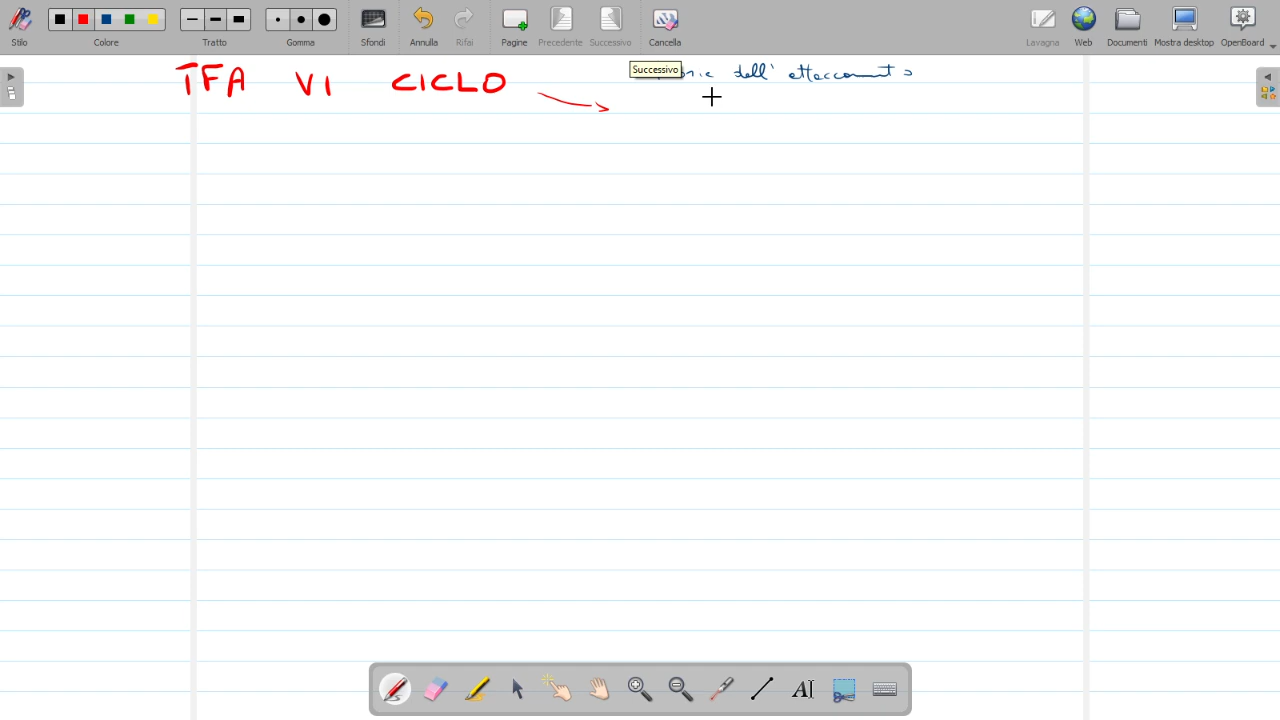 Stilo
Colore
Tratto
Gomma
Sfondi
Annulla
Rifai
Pagine
Precedente
Successivo
Cancella
Lavagna
Web
Documenti
Mostra desktop
OpenBoard
Successivo
TFA VI CICLO
dell' attaccamento
AI